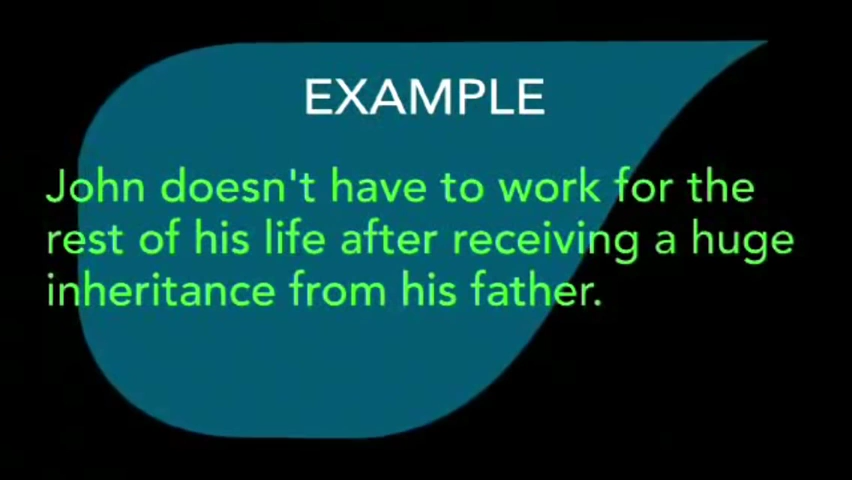 EXAMPLE
John doesn't have to work for the
rest of his life after receiving a huge
inheritance from his father.